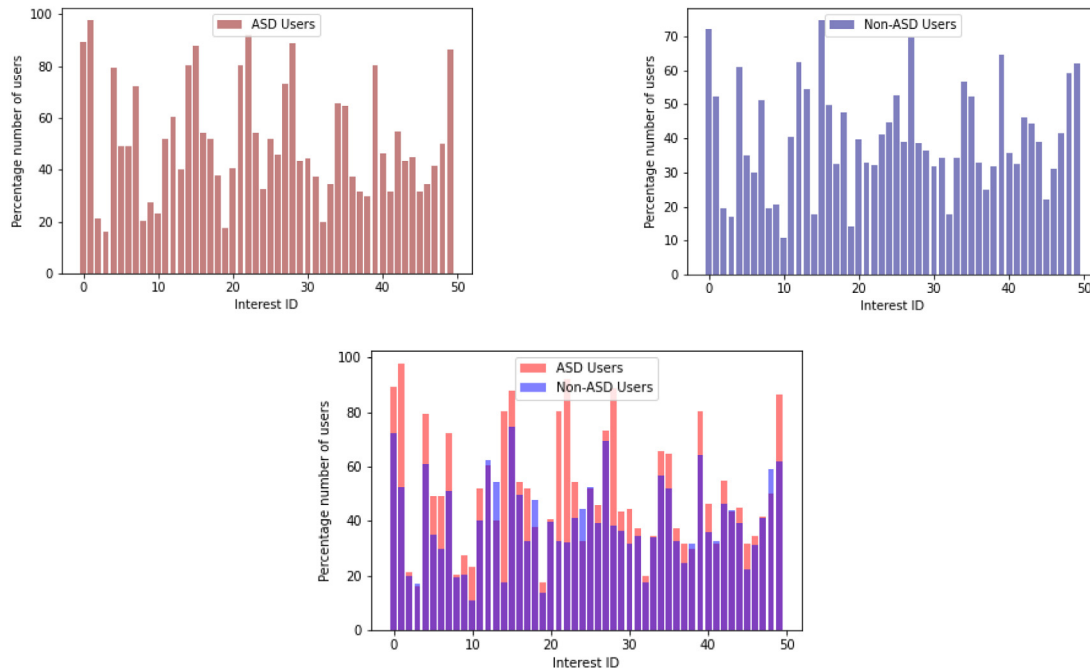 ASD Users
Percentage number of users
100
80
60
40
20
0
0 10 20 30 40 50
Interest ID
Non-ASD Users
Percentage number of users
70
60
50
40
30
20
10
0
0 10 20 30 40 50
Interest ID
ASD Users
Non-ASD Users
Percentage number of users
100
80
60
40
20
0
0 10 20 30 40 50
Interest ID